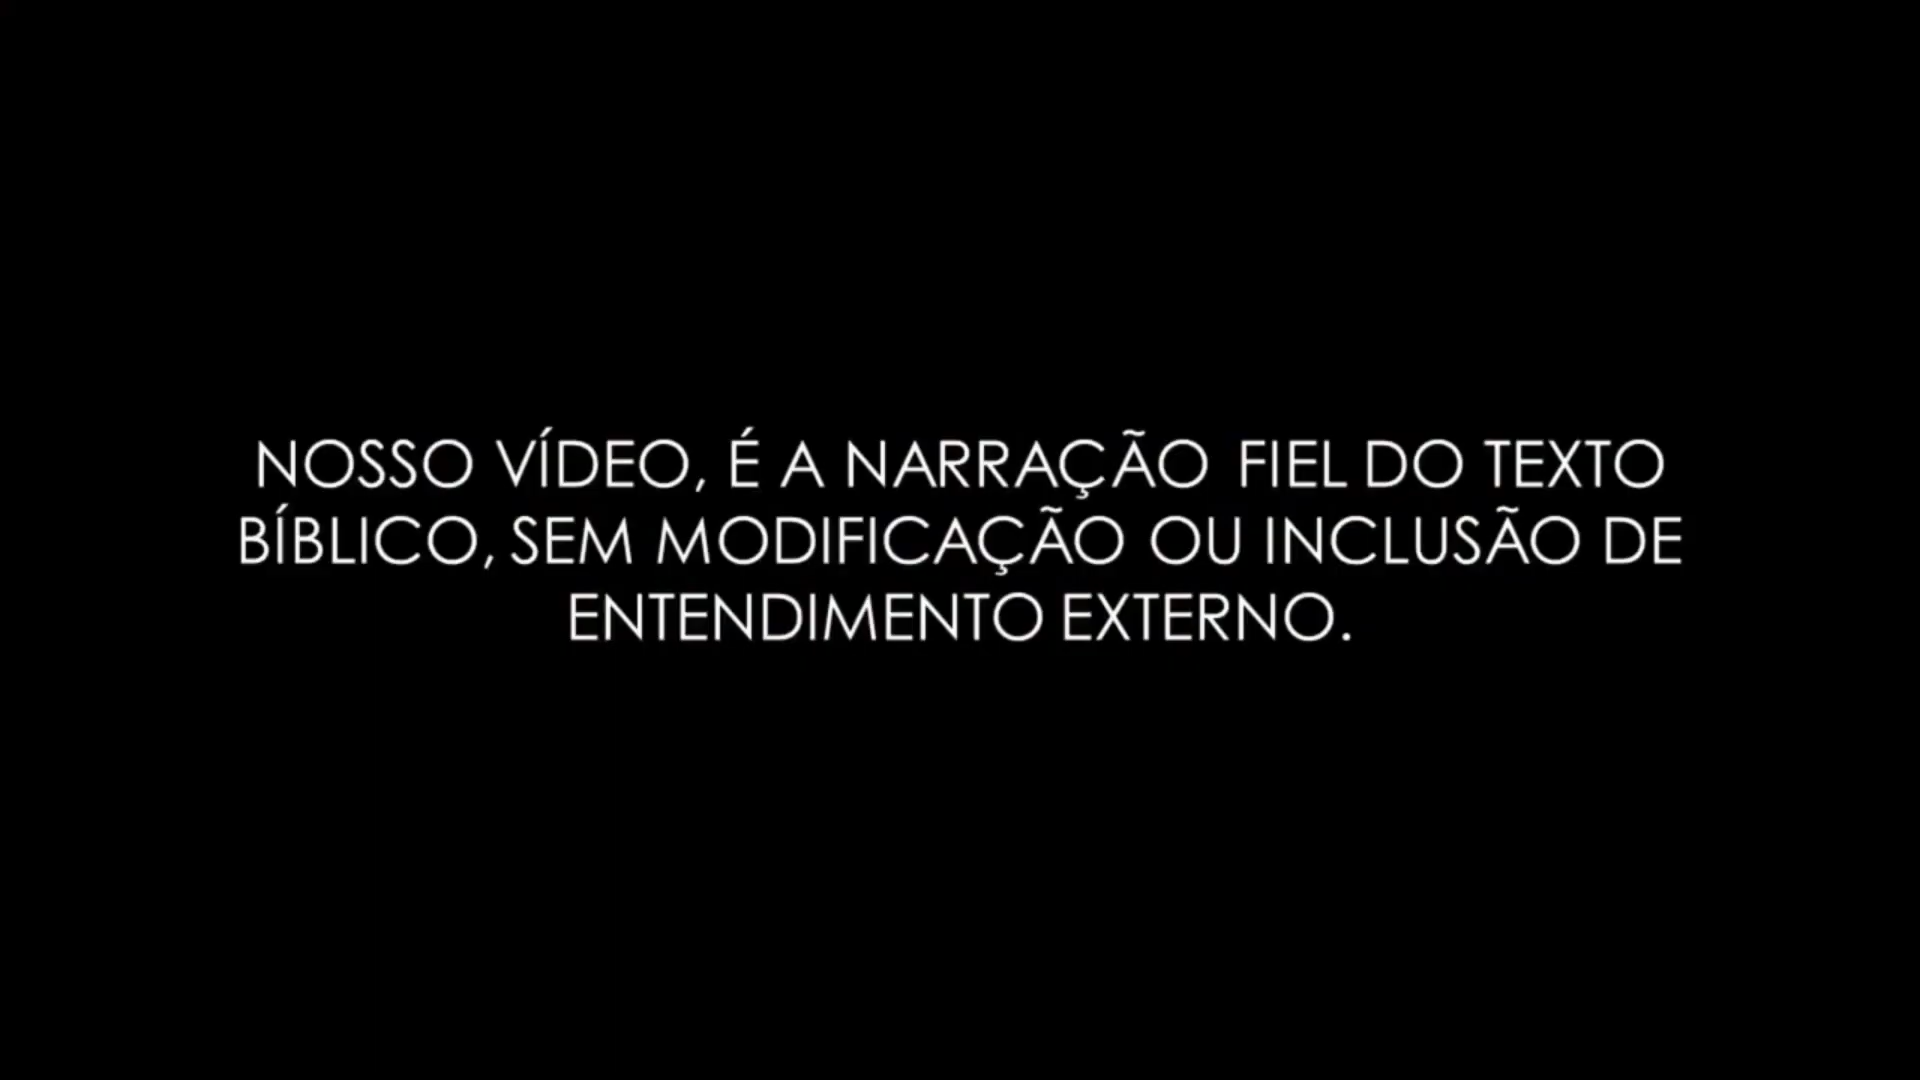 NOSSO VÍDEO, É A NARRAÇÃO FIEL DO TEXTO
BÍBLICO, SEM MODIFICAÇÃO OU INCLUSÃO DE
ENTENDIMENTO EXTERNO.